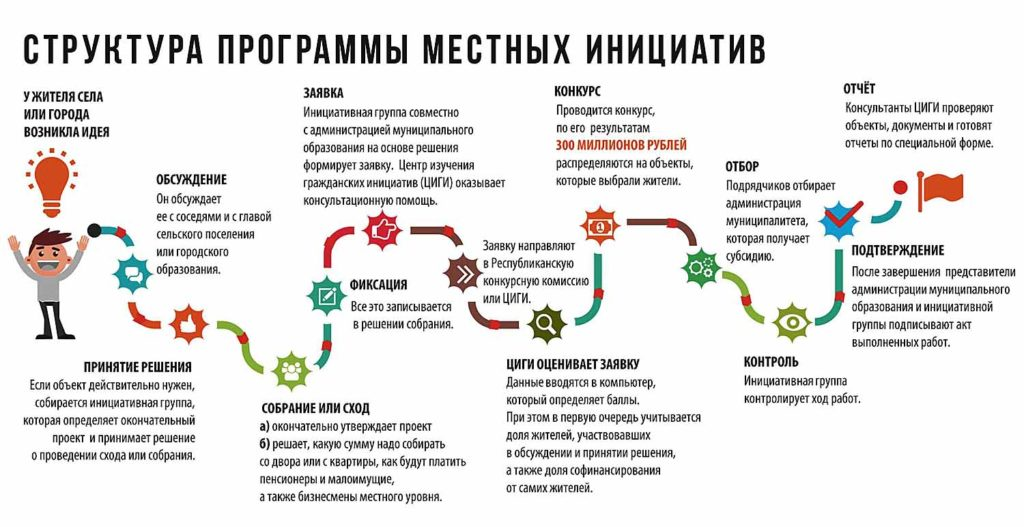 СТРУКТУРА ПРОГРАММЫ МЕСТНЫХ ИНИЦИАТИВ
У ЖИТЕЛЯ СЕЛА
ИЛИ ГОРОДА
ВОЗНИКЛА ИДЕЯ
ОБСУЖДЕНИЕ
Он обсуждает
ее с соседями и с главой
сельского поселения
или городского
образования.
ПРИНЯТИЕ РЕШЕНИЯ
Если объект действительно нужен,
собирается инициативная группа,
которая определяет окончательный
проект и принимает решение
о проведении схода или собрания.
СОБРАНИЕ ИЛИ СХОД
а) окончательно утверждает проект
б) решает, какую сумму надо собирать
со двора или с квартиры, как будут платить
пенсионеры и малоимущие,
а также бизнесмены местного уровня.
ФИКСАЦИЯ
Все это записывается
в решении собрания.
ЗАЯВКА
Инициативная группа совместно
с администрацией муниципального
образования на основе решения
формирует заявку. Центр изучения
гражданских инициатив (ЦИГИ) оказывает
консультационную помощь.
Заявку направляют
в Республиканскую
конкурсную комиссию
или ЦИГИ.
ЦИГИ ОЦЕНИВАЕТ ЗАЯВКУ
Данные вводятся в компьютер,
который определяет баллы.
При этом в первую очередь учитывается
доля жителей, участвовавших
в обсуждении и принятии решения,
а также доля софинансирования
от самих жителей.
КОНКУРС
Проводится конкурс,
по его результатам
300 МИЛЛИОНОВ РУБЛЕЙ
распределяются на объекты,
которые выбрали жители.
1
ОТБОР
Подрядчиков отбирает
администрация
муниципалитета,
которая получает
субсидию.
КОНТРОЛЬ
Инициативная группа
контролирует ход работ.
ПОДТВЕРЖДЕНИЕ
После завершения представители
администрации муниципального
образования и инициативной
группы подписывают акт
выполненных работ.
ОТЧЁТ
Консультанты ЦИГИ проверяют
объекты, документы и готовят
отчеты по специальной форме.